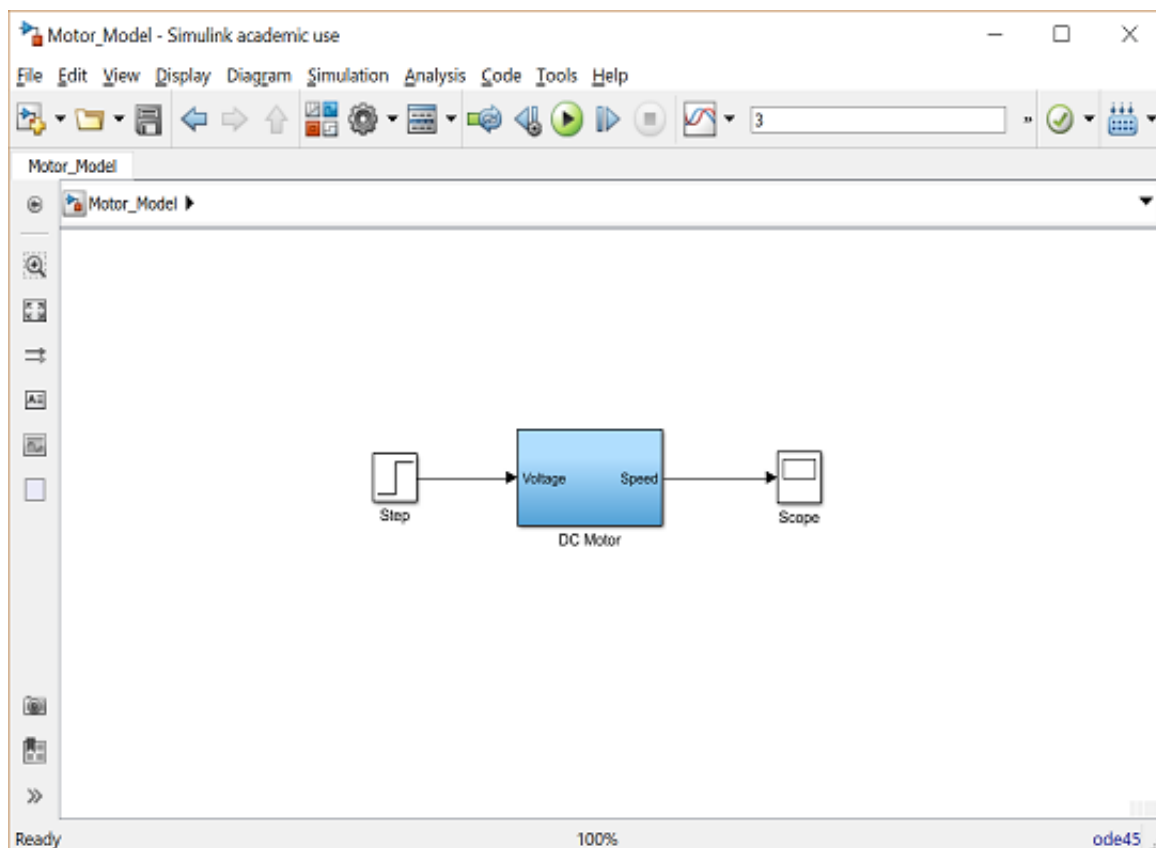 Motor_Model - Simulink academic use
File Edit View Display Diagram Simulation Analysis Code Tools Help
3 »
Motor_Model
Motor_Model
Voltage Speed
Step
Scope
DC Motor
Ready 100% ode45